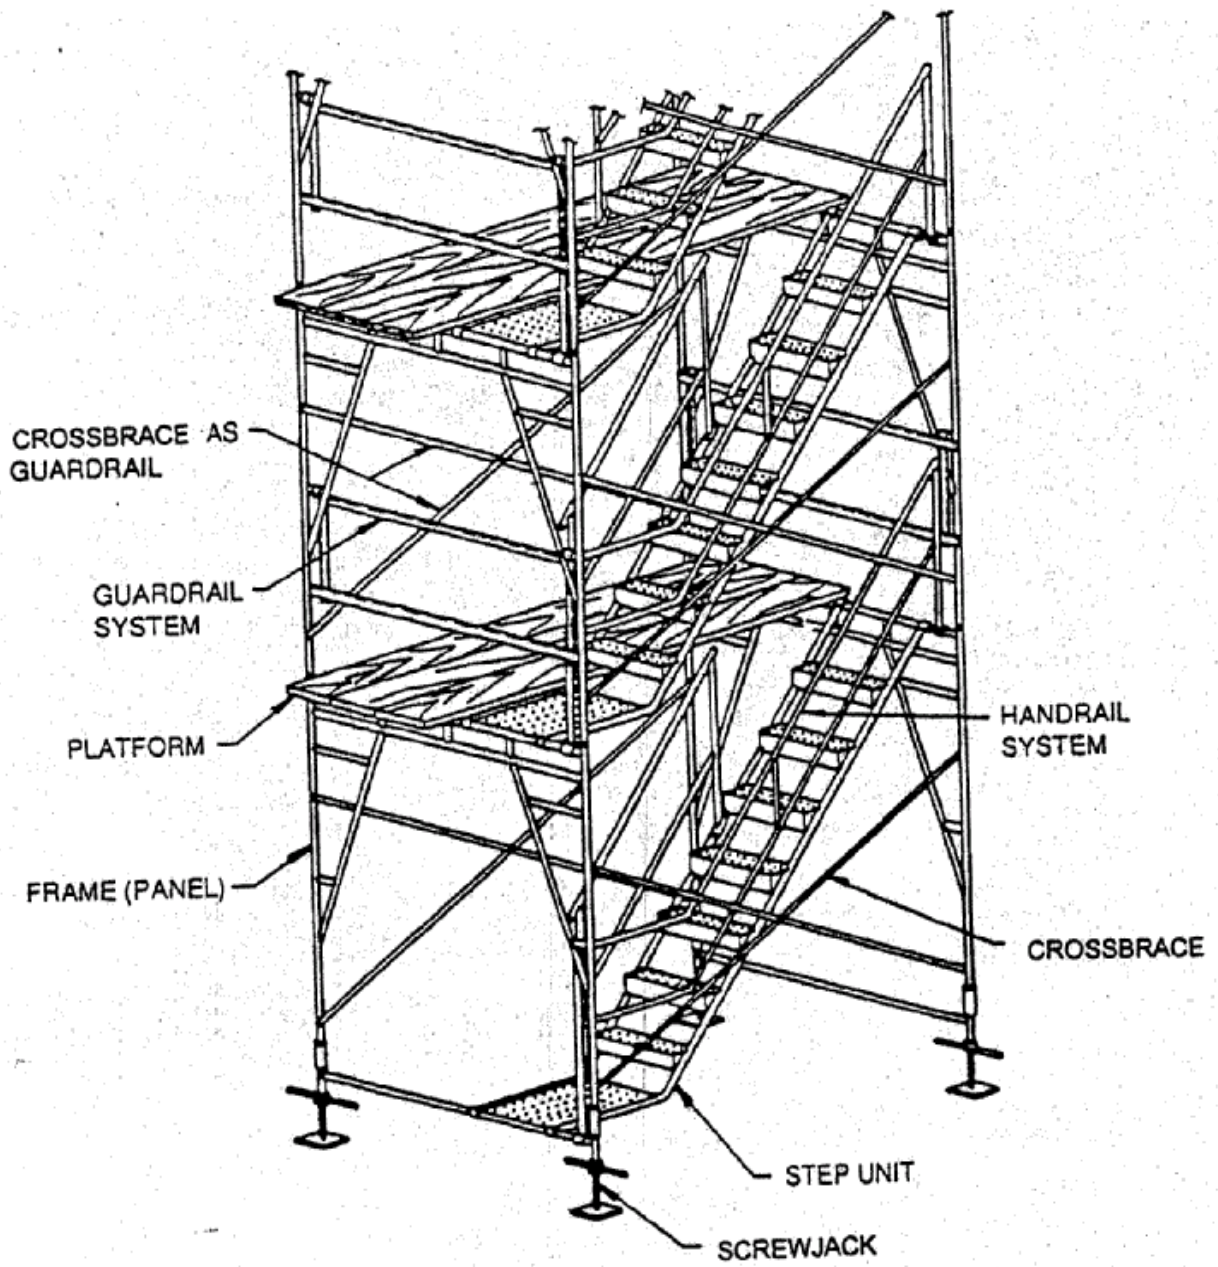 CROSSBRACE AS
GUARDRAIL
GUARDRAIL
SYSTEM
PLATFORM
HANDRAIL
SYSTEM
FRAME (PANEL)
CROSSBRACE
STEP UNIT
SCREWJACK